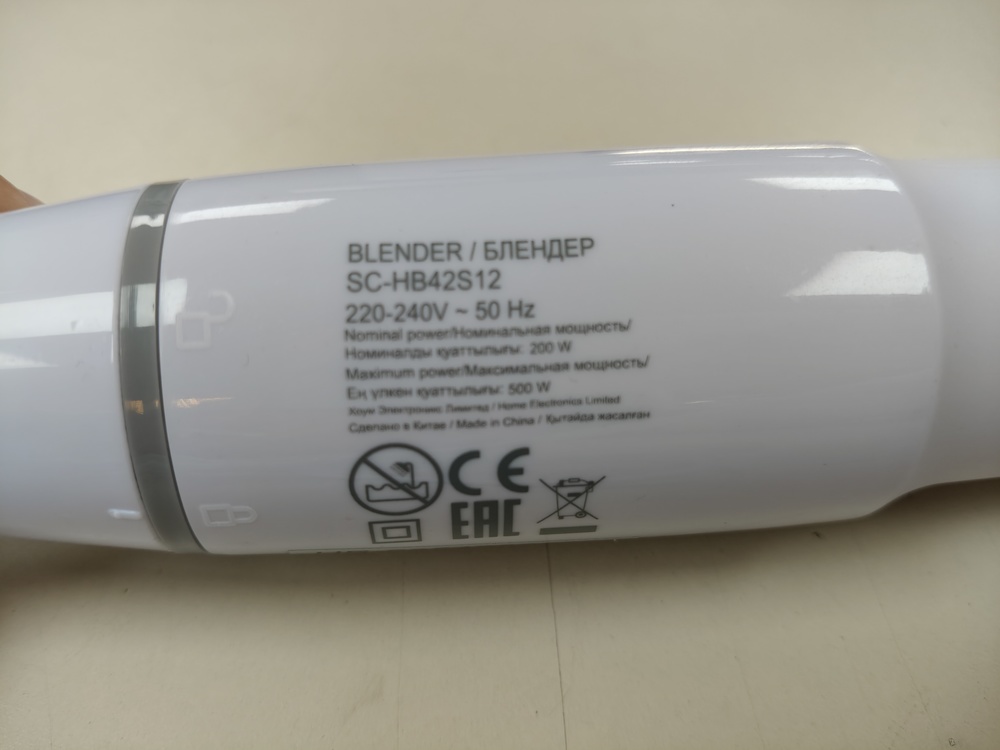 BLENDER / БЛЕНДЕР
SC-HB42S12
220-240V ~ 50 Hz
Nominal power/Номинальная мощность/
Номиналды қуаттылығы: 200 W
Maximum power/Максимальная мощность/
Ең үлкен қуаттылығы: 500 W
Хоум Электроникс Лимитед / Home Electronics Limited
Сделано в Китае / Made in China / Қытайда жасалған
CE
EAC